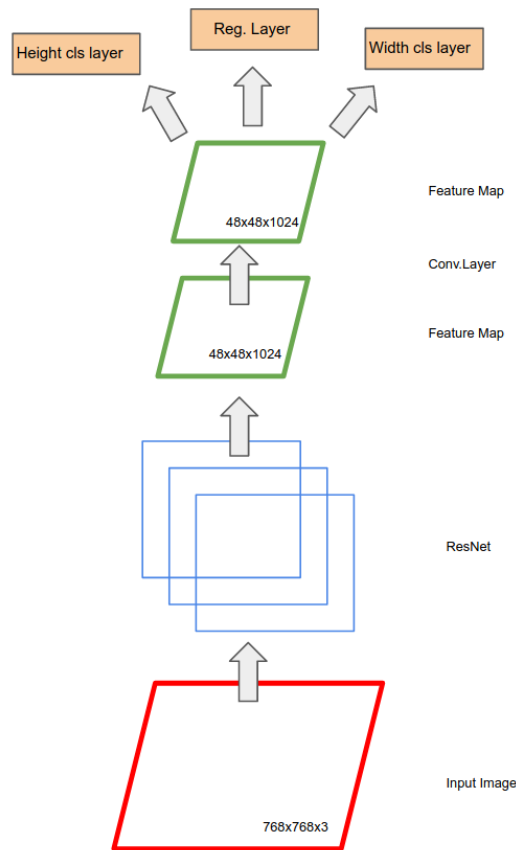 Reg. Layer
Height cls layer
Width cls layer
Feature Map
48x48x1024
Conv.Layer
Feature Map
48x48x1024
ResNet
Input Image
768x768x3